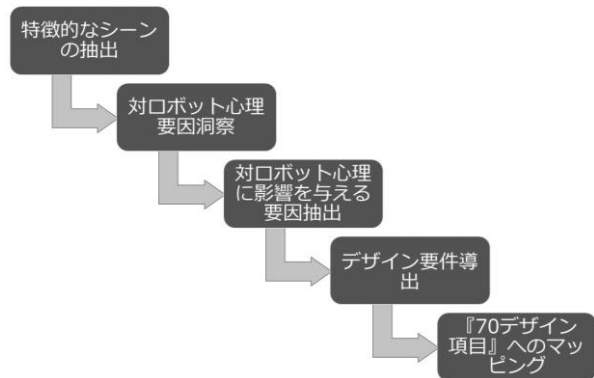 特徴的なシーン
の抽出
対ロボット心理
要因洞察
対ロボット心理
に影響を与える
要因抽出
デザイン要件導
出
『70デザイン
項目』へのマッ
ピング